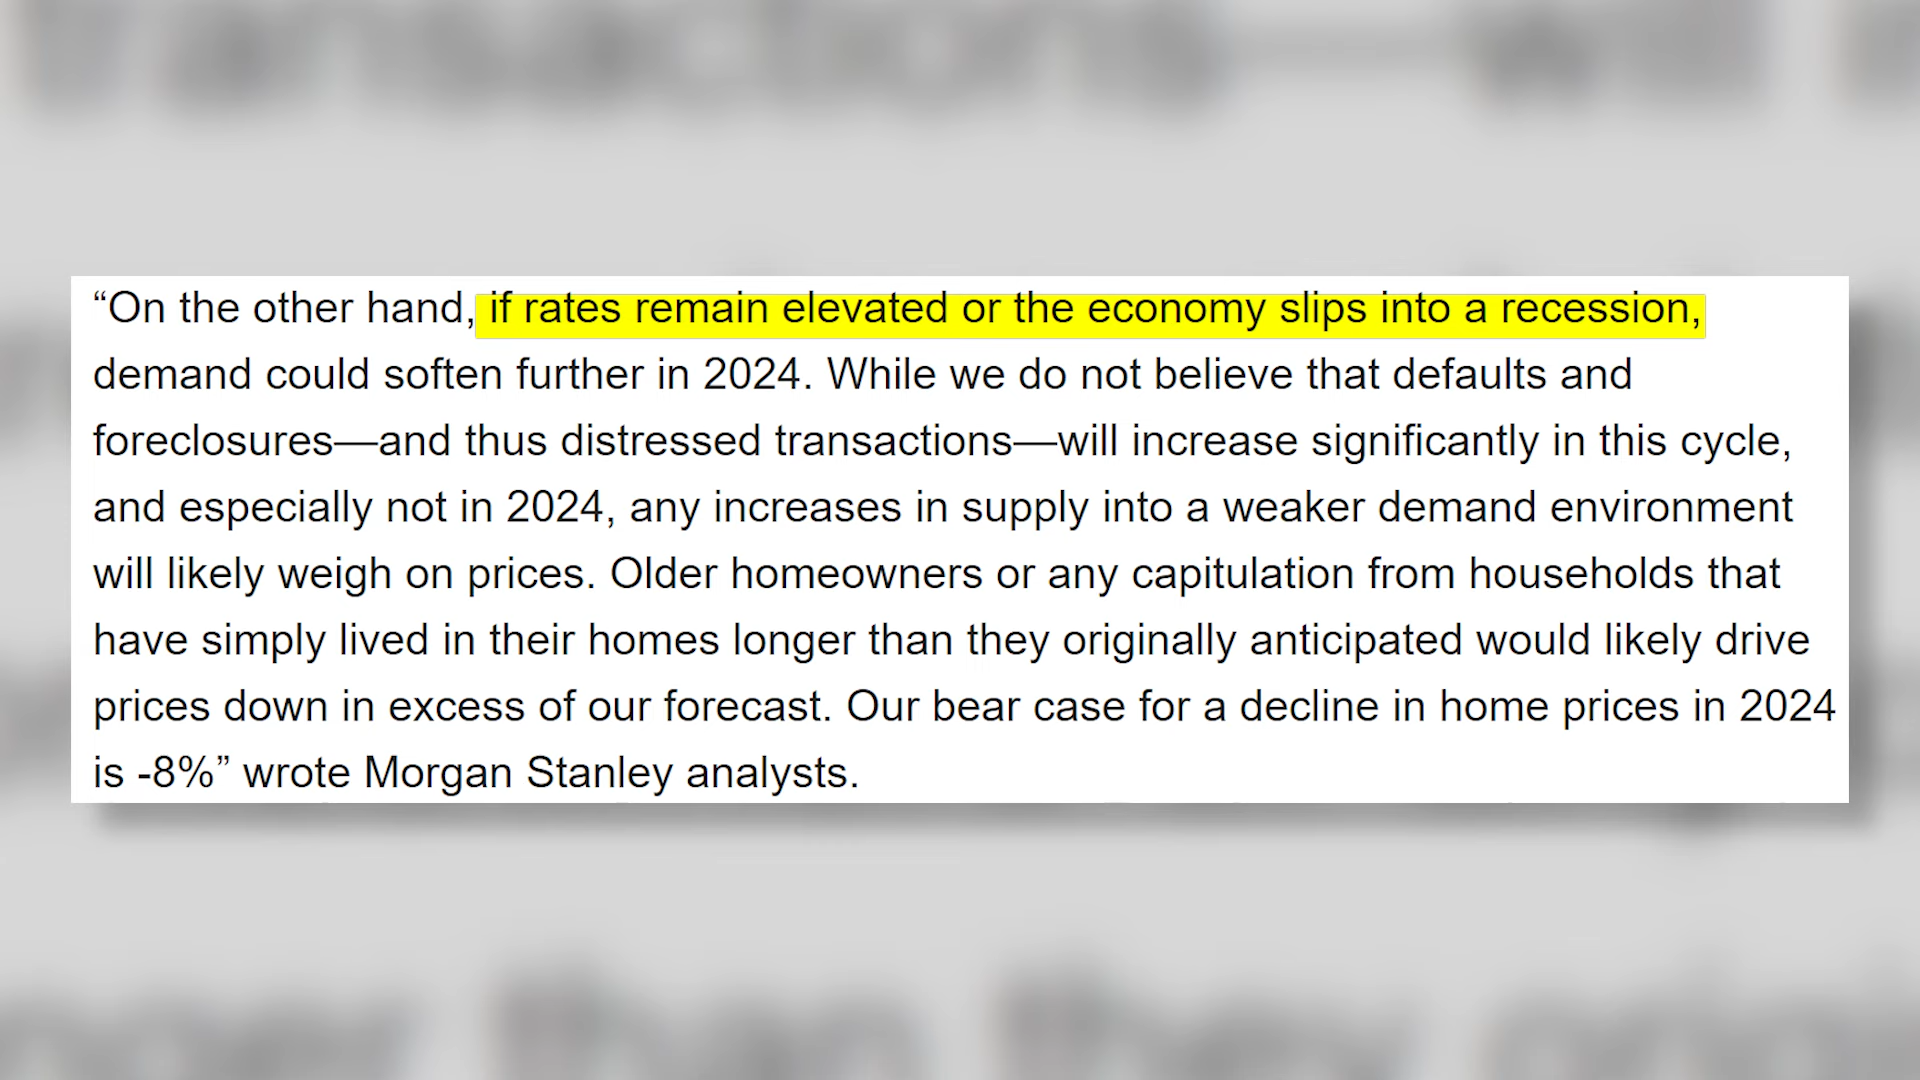 “On the other hand, if rates remain elevated or the economy slips into a recession,
demand could soften further in 2024. While we do not believe that defaults and
foreclosures—and thus distressed transactions—will increase significantly in this cycle,
and especially not in 2024, any increases in supply into a weaker demand environment
will likely weigh on prices. Older homeowners or any capitulation from households that
have simply lived in their homes longer than they originally anticipated would likely drive
prices down in excess of our forecast. Our bear case for a decline in home prices in 2024
is -8%” wrote Morgan Stanley analysts.